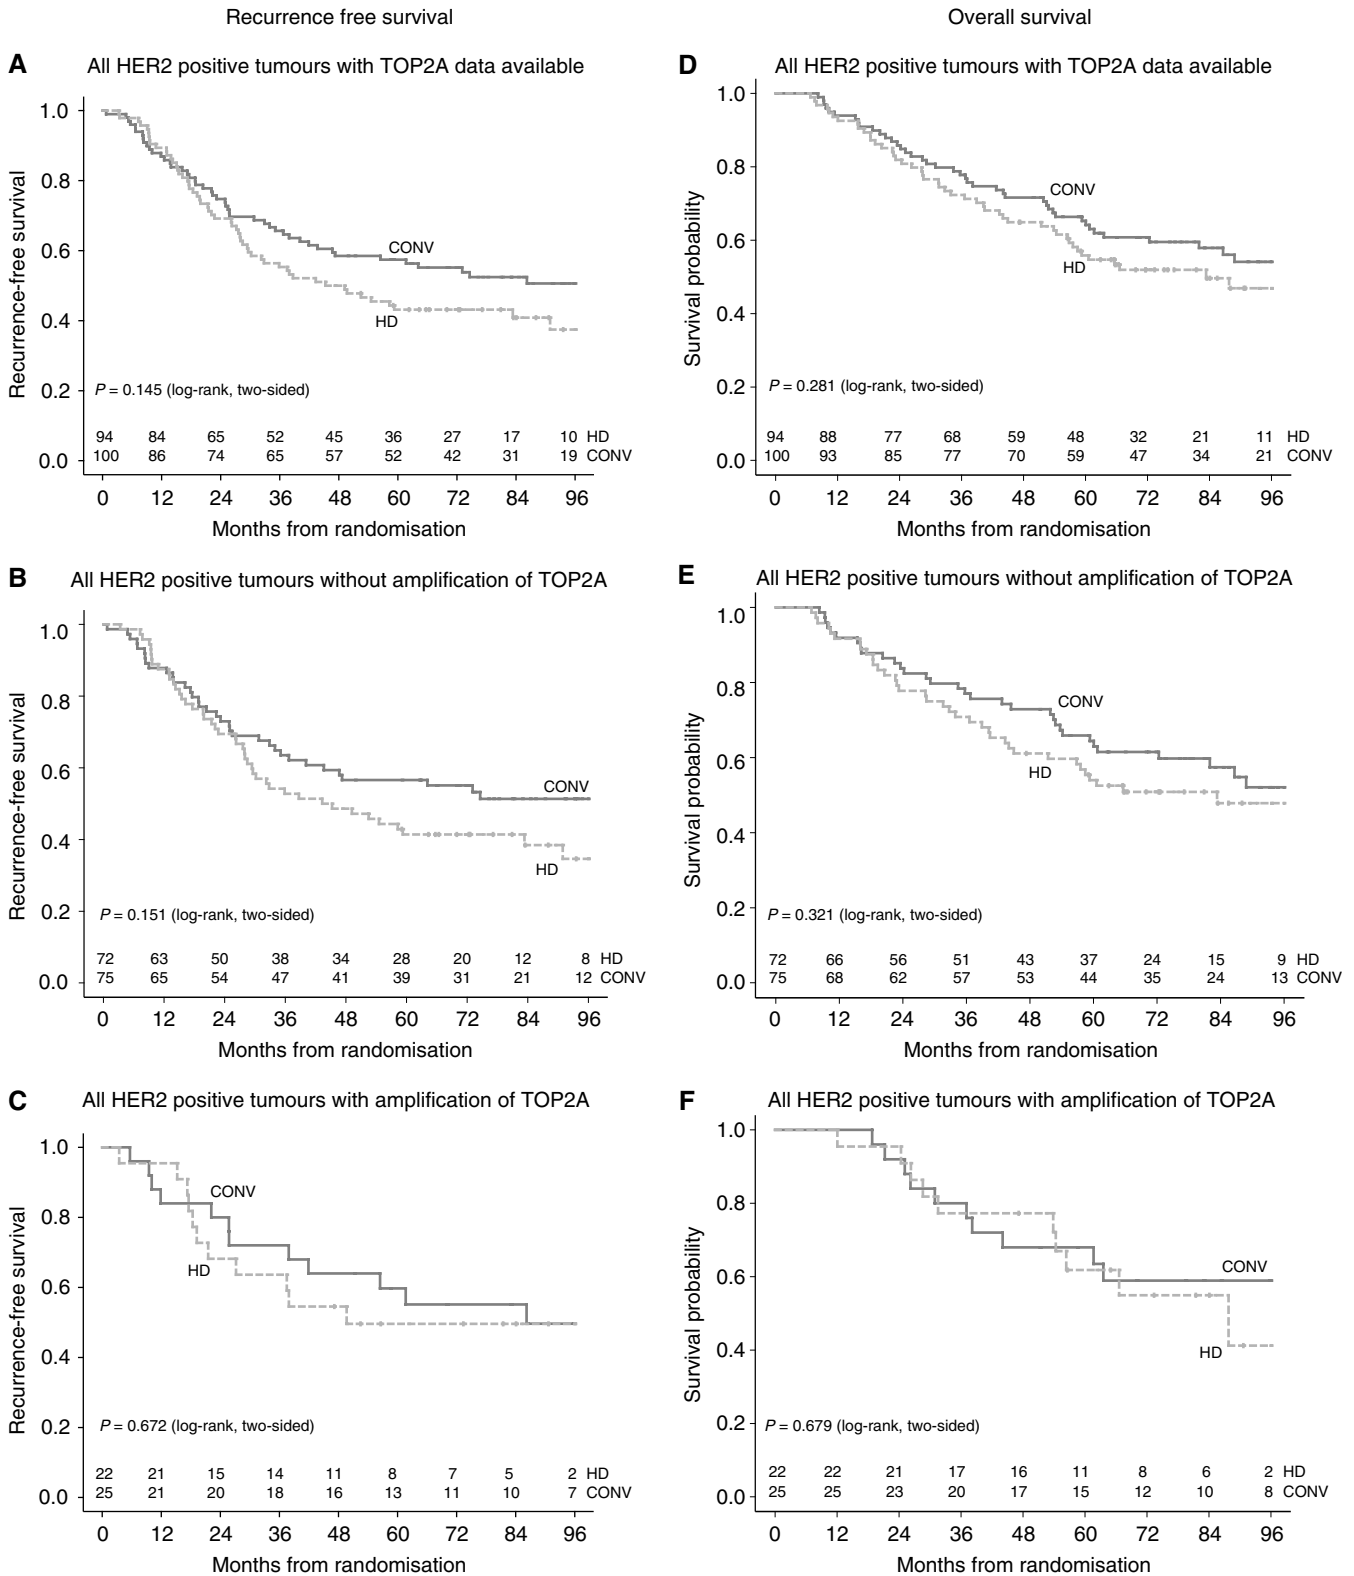 Recurrence free survival
Overall survival
A All HER2 positive tumours with TOP2A data available
Recurrence-free survival
1.0
0.8
0.6
0.4
0.2
0.0
CONV
HD
P = 0.145 (log-rank, two-sided)
94 84 65 52 45 36 27 17 10 HD
100 86 74 65 57 52 42 31 19 CONV
0 12 24 36 48 60 72 84 96
Months from randomisation
D All HER2 positive tumours with TOP2A data available
Survival probability
1.0
0.8
0.6
0.4
0.2
0.0
CONV
HD
P = 0.281 (log-rank, two-sided)
94 88 77 68 59 48 32 21 11 HD
100 93 85 77 70 59 47 34 21 CONV
0 12 24 36 48 60 72 84 96
Months from randomisation
B All HER2 positive tumours without amplification of TOP2A
Recurrence-free survival
1.0
0.8
0.6
0.4
0.2
0.0
CONV
HD
P = 0.151 (log-rank, two-sided)
72 63 50 38 34 28 20 12 8 HD
75 65 54 47 41 39 31 21 12 CONV
0 12 24 36 48 60 72 84 96
Months from randomisation
E All HER2 positive tumours without amplification of TOP2A
Survival probability
1.0
0.8
0.6
0.4
0.2
0.0
CONV
HD
P = 0.321 (log-rank, two-sided)
72 66 56 51 43 37 24 15 9 HD
75 68 62 57 53 44 35 24 13 CONV
0 12 24 36 48 60 72 84 96
Months from randomisation
C All HER2 positive tumours with amplification of TOP2A
Recurrence-free survival
1.0
0.8
0.6
0.4
0.2
0.0
CONV
HD
P = 0.672 (log-rank, two-sided)
22 21 15 14 11 8 7 5 2 HD
25 21 20 18 16 13 11 10 7 CONV
0 12 24 36 48 60 72 84 96
Months from randomisation
F All HER2 positive tumours with amplification of TOP2A
Survival probability
1.0
0.8
0.6
0.4
0.2
0.0
CONV
HD
P = 0.679 (log-rank, two-sided)
22 22 21 17 16 11 8 6 2 HD
25 25 23 20 17 15 12 10 8 CONV
0 12 24 36 48 60 72 84 96
Months from randomisation